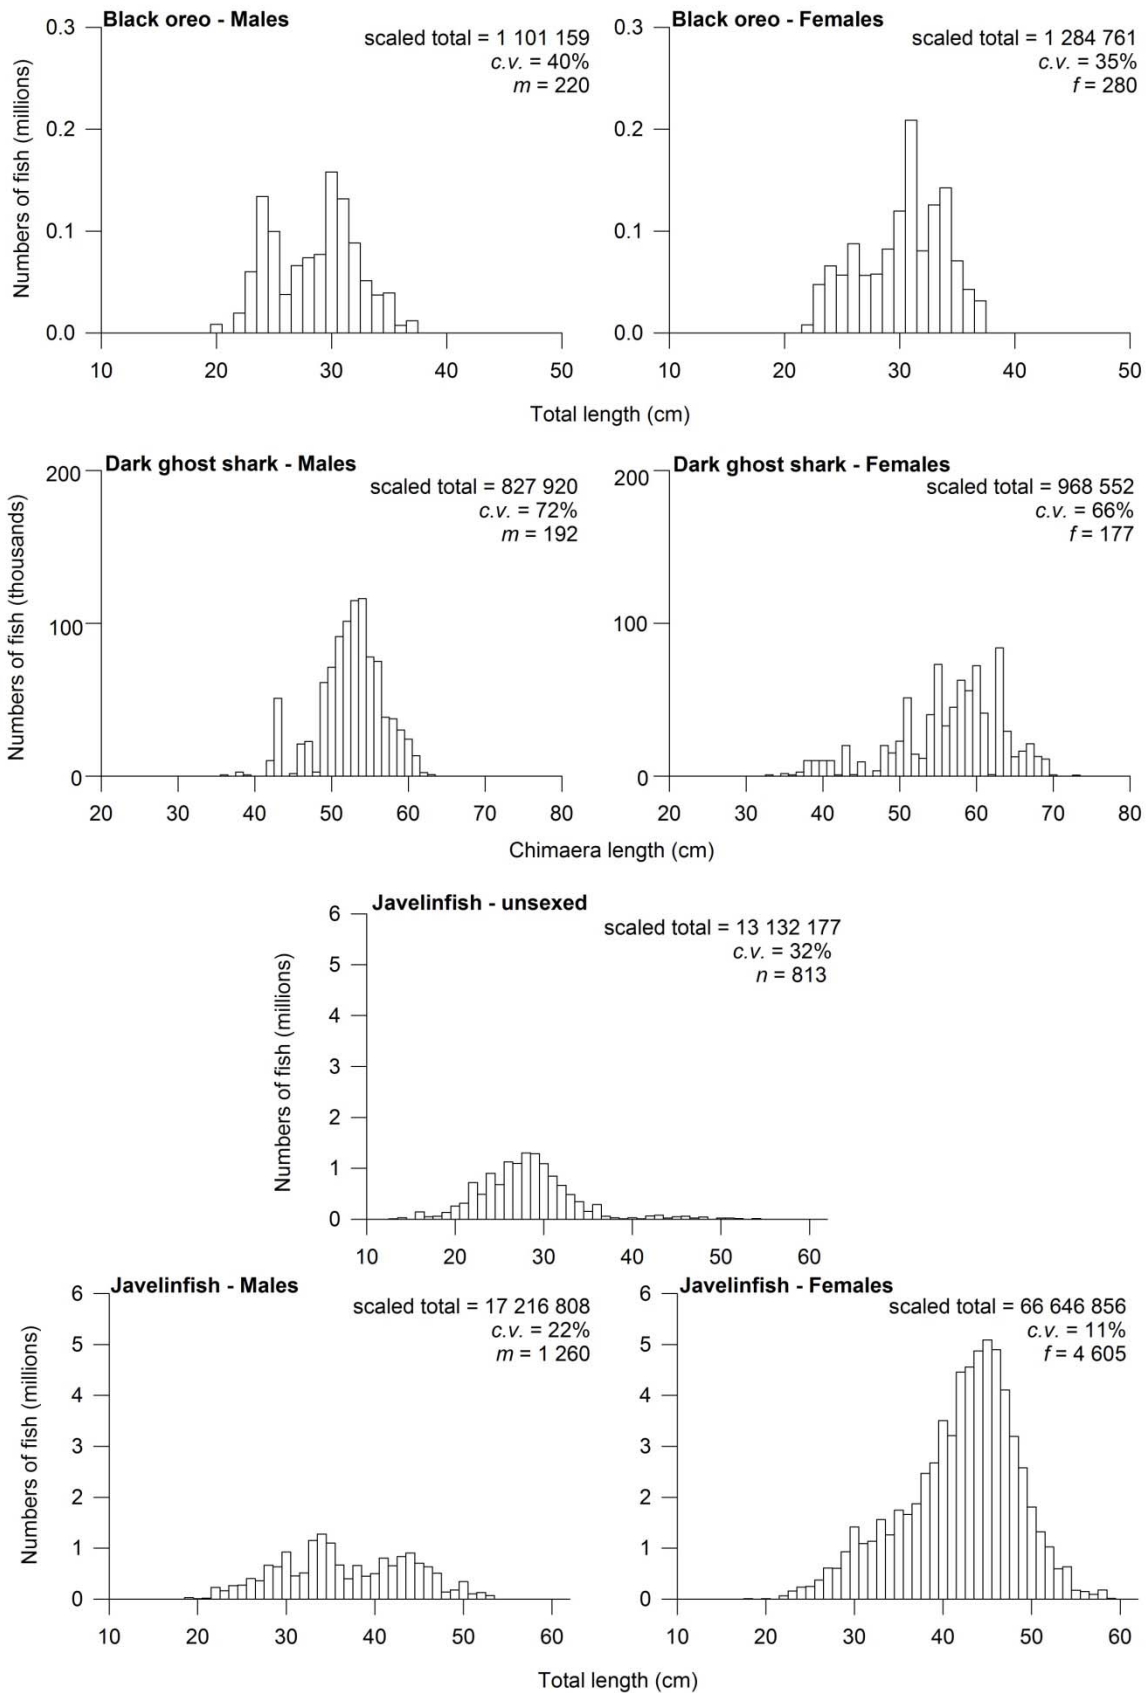 Black oreo - Males
scaled total = 1 101 159
c.v. = 40%
m = 220
Numbers of fish (millions)
0.3
0.2
0.1
0.0
10 20 30 40 50
Black oreo - Females
scaled total = 1 284 761
c.v. = 35%
f = 280
0.3
0.2
0.1
0.0
10 20 30 40 50
Total length (cm)
Dark ghost shark - Males
scaled total = 827 920
c.v. = 72%
m = 192
Numbers of fish (thousands)
200
100
0
20 30 40 50 60 70 80
Dark ghost shark - Females
scaled total = 968 552
c.v. = 66%
f = 177
200
100
0
20 30 40 50 60 70 80
Chimaera length (cm)
Javelinfish - unsexed
scaled total = 13 132 177
c.v. = 32%
n = 813
Numbers of fish (millions)
6
5
4
3
2
1
0
10 20 30 40 50 60
Javelinfish - Males
scaled total = 17 216 808
c.v. = 22%
m = 1 260
Numbers of fish (millions)
6
5
4
3
2
1
0
10 20 30 40 50 60
Javelinfish - Females
scaled total = 66 646 856
c.v. = 11%
f = 4 605
6
5
4
3
2
1
0
10 20 30 40 50 60
Total length (cm)